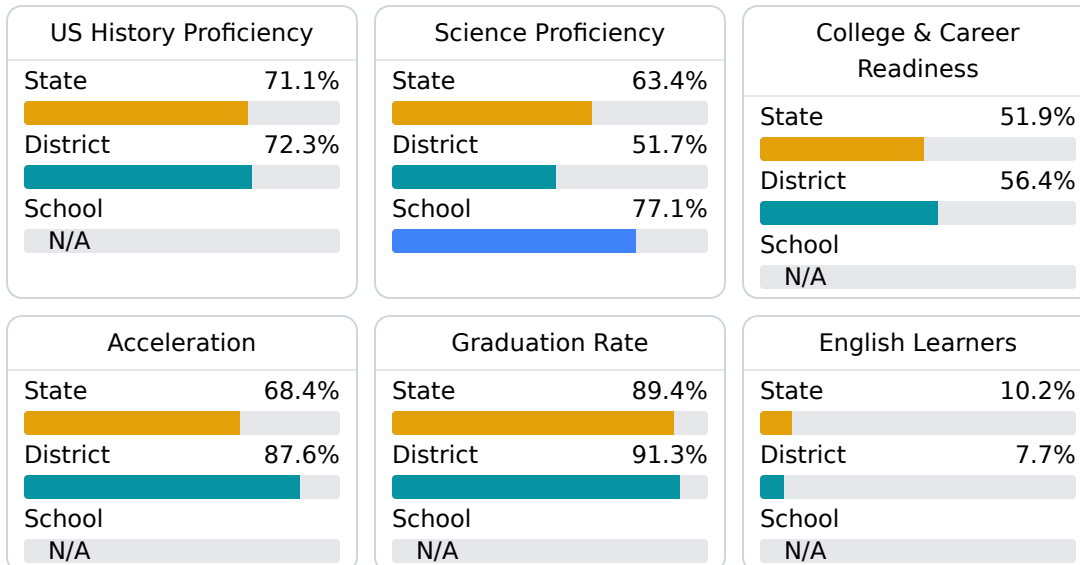 US History Proficiency
State 71.1%
District 72.3%
School
N/A
Science Proficiency
State 63.4%
District 51.7%
School 77.1%
College & Career
Readiness
State 51.9%
District 56.4%
School
N/A
Acceleration
State 68.4%
District 87.6%
School
N/A
Graduation Rate
State 89.4%
District 91.3%
School
N/A
English Learners
State 10.2%
District 7.7%
School
N/A